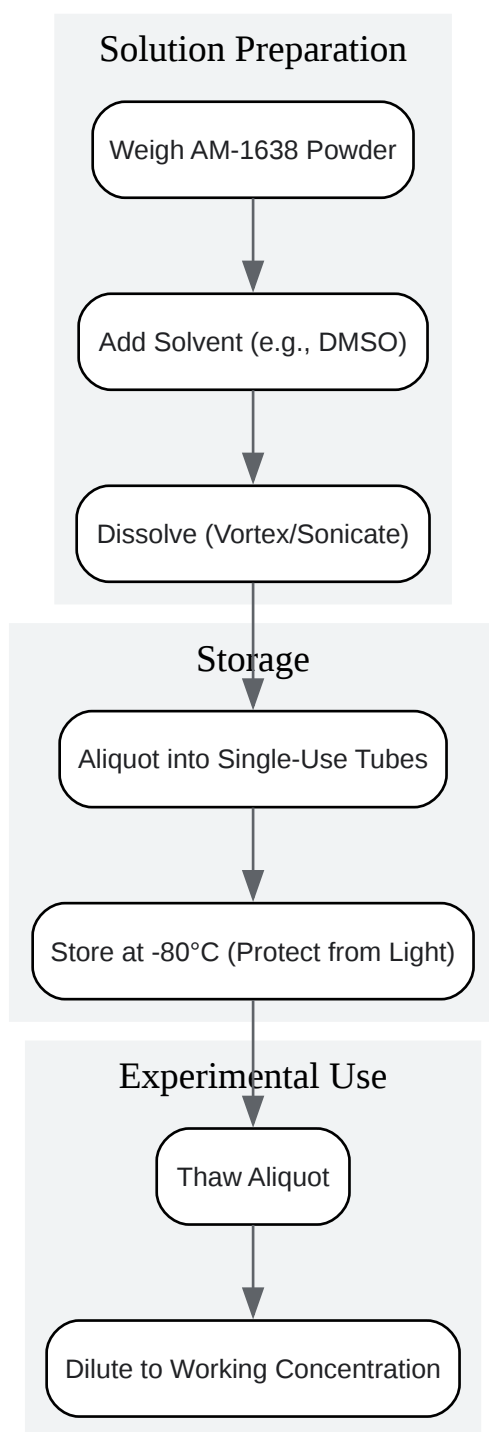 Solution Preparation
Weigh AM-1638 Powder
Add Solvent (e.g., DMSO)
Dissolve (Vortex/Sonicate)
Storage
Aliquot into Single-Use Tubes
Store at -80°C (Protect from Light)
Experimental Use
Thaw Aliquot
Dilute to Working Concentration